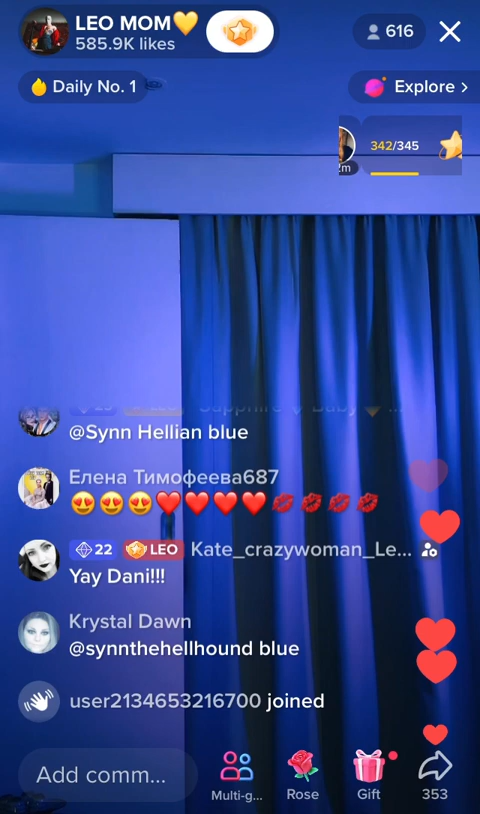 LEO MOM💛
585.9K likes
616
Daily No. 1
Explore >
342/345
@Synn Hellian blue
Елена Тимофеева687
😍😍😍❤️❤️❤️❤️💋💋💋💋
22 LEO Kate_crazywoman_Le...
Yay Dani!!!
Krystal Dawn
@synnthehellhound blue
user2134653216700 joined
Add comm...
Multi-g...
Rose
Gift
353